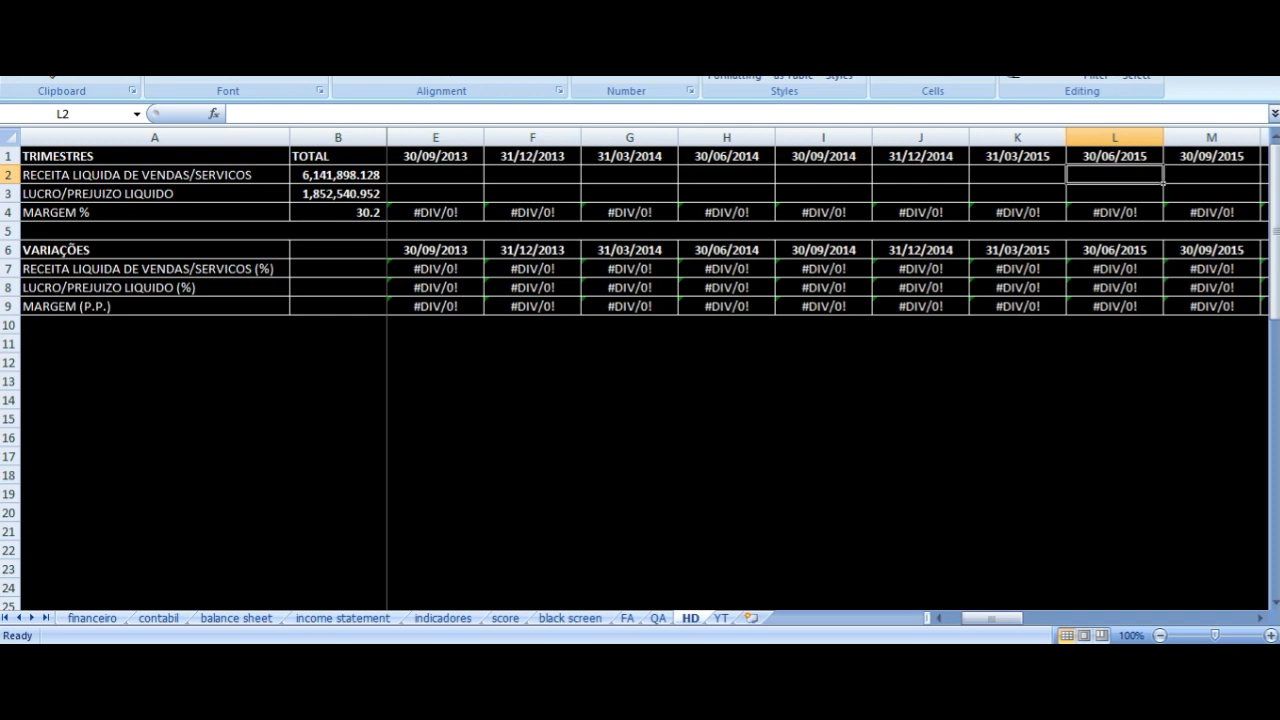 Formatting as Table Styles Filter Select
Clipboard Font Alignment Number Styles Cells Editing
L2 fx
A B E F G H I J K L M
1 TRIMESTRES TOTAL 30/09/2013 31/12/2013 31/03/2014 30/06/2014 30/09/2014 31/12/2014 31/03/2015 30/06/2015 30/09/2015
2 RECEITA LIQUIDA DE VENDAS/SERVICOS 6,141,898.128
3 LUCRO/PREJUIZO LIQUIDO 1,852,540.952
4 MARGEM % 30.2 #DIV/0! #DIV/0! #DIV/0! #DIV/0! #DIV/0! #DIV/0! #DIV/0! #DIV/0! #DIV/0!
5
6 VARIAÇÕES 30/09/2013 31/12/2013 31/03/2014 30/06/2014 30/09/2014 31/12/2014 31/03/2015 30/06/2015 30/09/2015
7 RECEITA LIQUIDA DE VENDAS/SERVICOS (%) #DIV/0! #DIV/0! #DIV/0! #DIV/0! #DIV/0! #DIV/0! #DIV/0! #DIV/0! #DIV/0!
8 LUCRO/PREJUIZO LIQUIDO (%) #DIV/0! #DIV/0! #DIV/0! #DIV/0! #DIV/0! #DIV/0! #DIV/0! #DIV/0! #DIV/0!
9 MARGEM (P.P.) #DIV/0! #DIV/0! #DIV/0! #DIV/0! #DIV/0! #DIV/0! #DIV/0! #DIV/0! #DIV/0!
10
11
12
13
14
15
16
17
18
19
20
21
22
23
24
25
financeiro contabil balance sheet income statement indicadores score black screen FA QA HD YT
Ready 100%